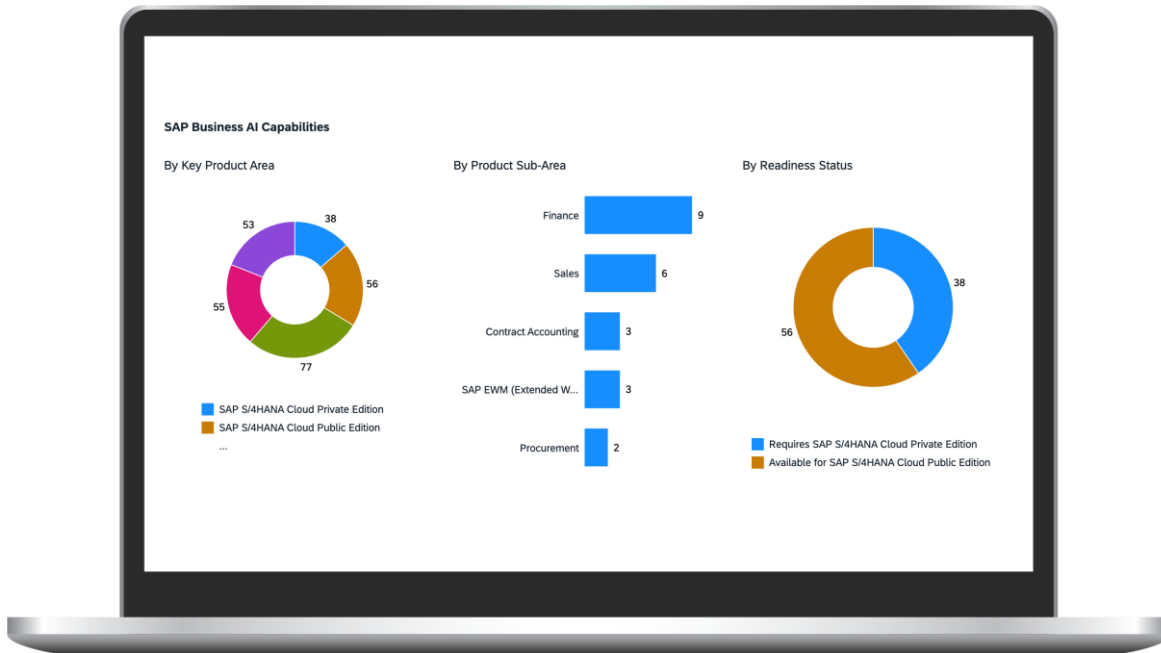 SAP Business AI Capabilities
By Key Product Area
53
38
56
55
77
SAP S/4HANA Cloud Private Edition
SAP S/4HANA Cloud Public Edition
...
By Product Sub-Area
Finance 9
Sales 6
Contract Accounting 3
SAP EWM (Extended W... 3
Procurement 2
By Readiness Status
38
56
Requires SAP S/4HANA Cloud Private Edition
Available for SAP S/4HANA Cloud Public Edition